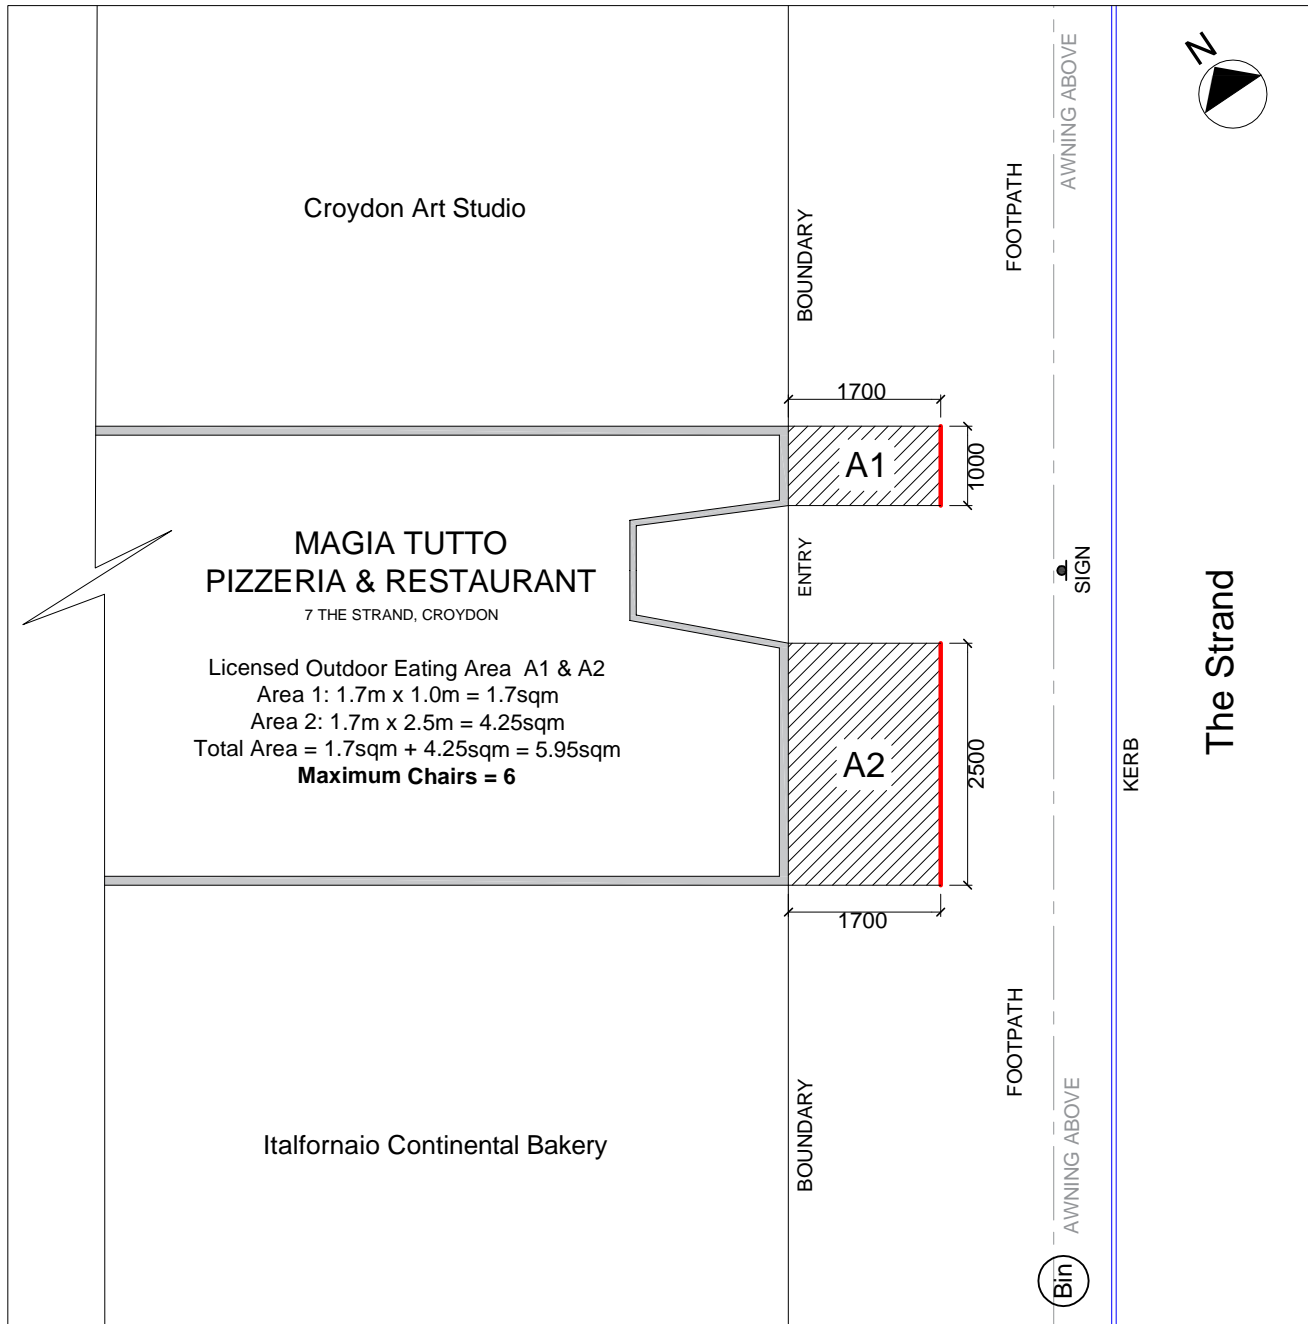 N
AWNING ABOVE
FOOTPATH
Croydon Art Studio
BOUNDARY
1700
A1
1000
MAGIA TUTTO
PIZZERIA & RESTAURANT
7 THE STRAND, CROYDON
ENTRY
SIGN
The Strand
Licensed Outdoor Eating Area A1 & A2
Area 1: 1.7m x 1.0m = 1.7sqm
Area 2: 1.7m x 2.5m = 4.25sqm
Total Area = 1.7sqm + 4.25sqm = 5.95sqm
Maximum Chairs = 6
A2
2500
KERB
1700
FOOTPATH
BOUNDARY
AWNING ABOVE
Italfornaio Continental Bakery
Bin